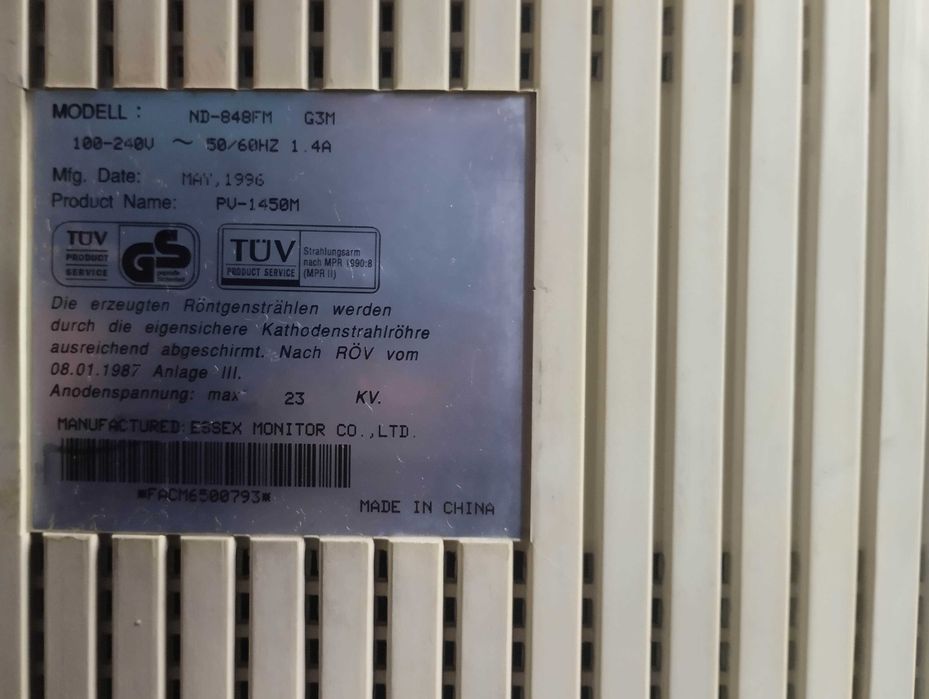 MODELL : ND-848FM G3M
100-240V ~ 50/60HZ 1.4A
Mfg. Date: MAY,1996
Product Name: PV-1450M
TÜV
PRODUCT
SERVICE
GS
geprüfte
Sicherheit
TÜV
PRODUCT SERVICE
Strahlungsarm
nach MPR 1990:8
(MPR II)
Die erzeugten Röntgenstrählen werden
durch die eigensichere Kathodenstrahlröhre
ausreichend abgeschirmt. Nach RÖV vom
08.01.1987 Anlage III.
Anodenspannung: max 23 KV.
MANUFACTURED:ESSEX MONITOR CO.,LTD.
*FACM6500793*
MADE IN CHINA